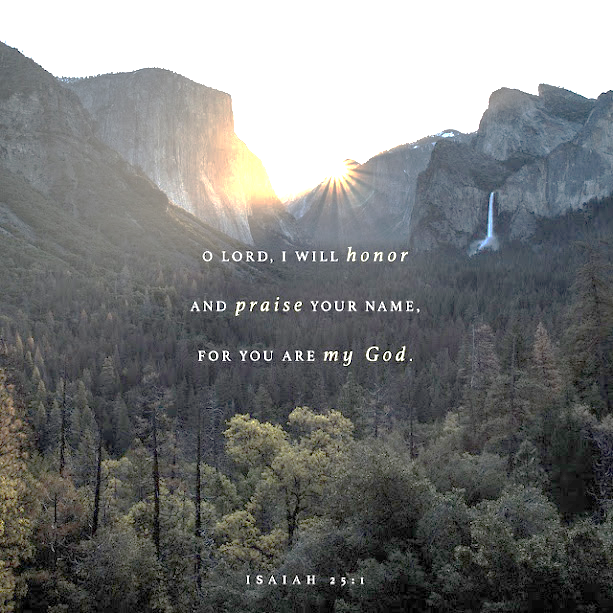 O LORD, I WILL honor
AND praise YOUR NAME,
FOR YOU ARE my God.
ISAIAH 25:1